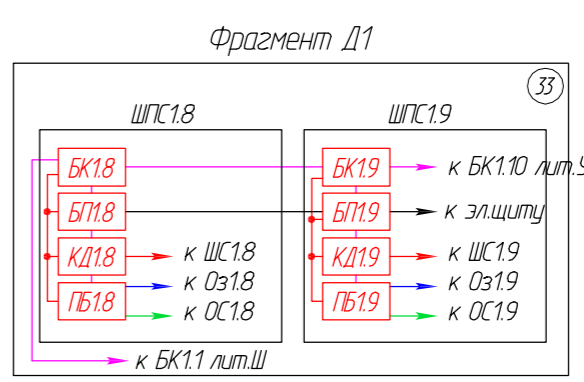 Фрагмент Д1
33
ШПС1.8
ШПС1.9
БК1.8
БК1.9
к БК1.10 лит.У
БП1.8
БП1.9
к эл.щиту
КД1.8
к ШС1.8
КД1.9
к ШС1.9
ПБ1.8
к Оз1.8
к ОС1.8
ПБ1.9
к Оз1.9
к ОС1.9
к БК1.1 лит.Ш